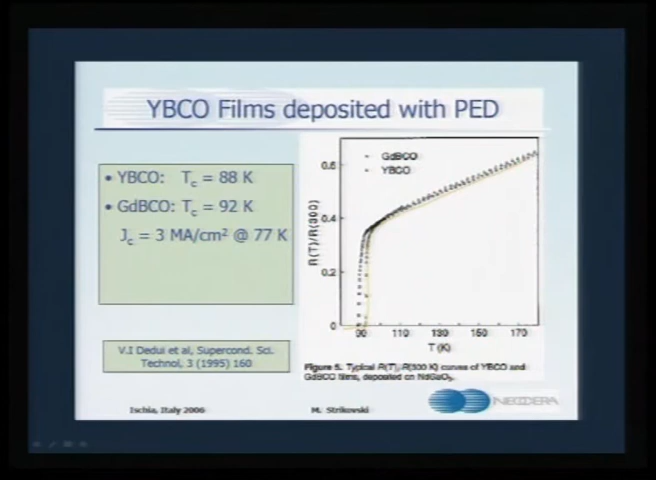 YBCO Films deposited with PED
• YBCO: Tc = 88 K
• GdBCO: Tc = 92 K
Jc = 3 MA/cm² @ 77 K
V.I Dedui et al, Supercond. Sci.
Technol, 3 (1995) 160
GdBCO
YBCO
R(T)/R(300)
0.6
0.4
0.2
0
90 110 130 150 170
T (K)
Figure 5. Typical R(T)/R(300 K) curves of YBCO and
GdBCO films, deposited on NdGaO₃.
Ischia, Italy 2006
M. Strikovski
NEOCERA